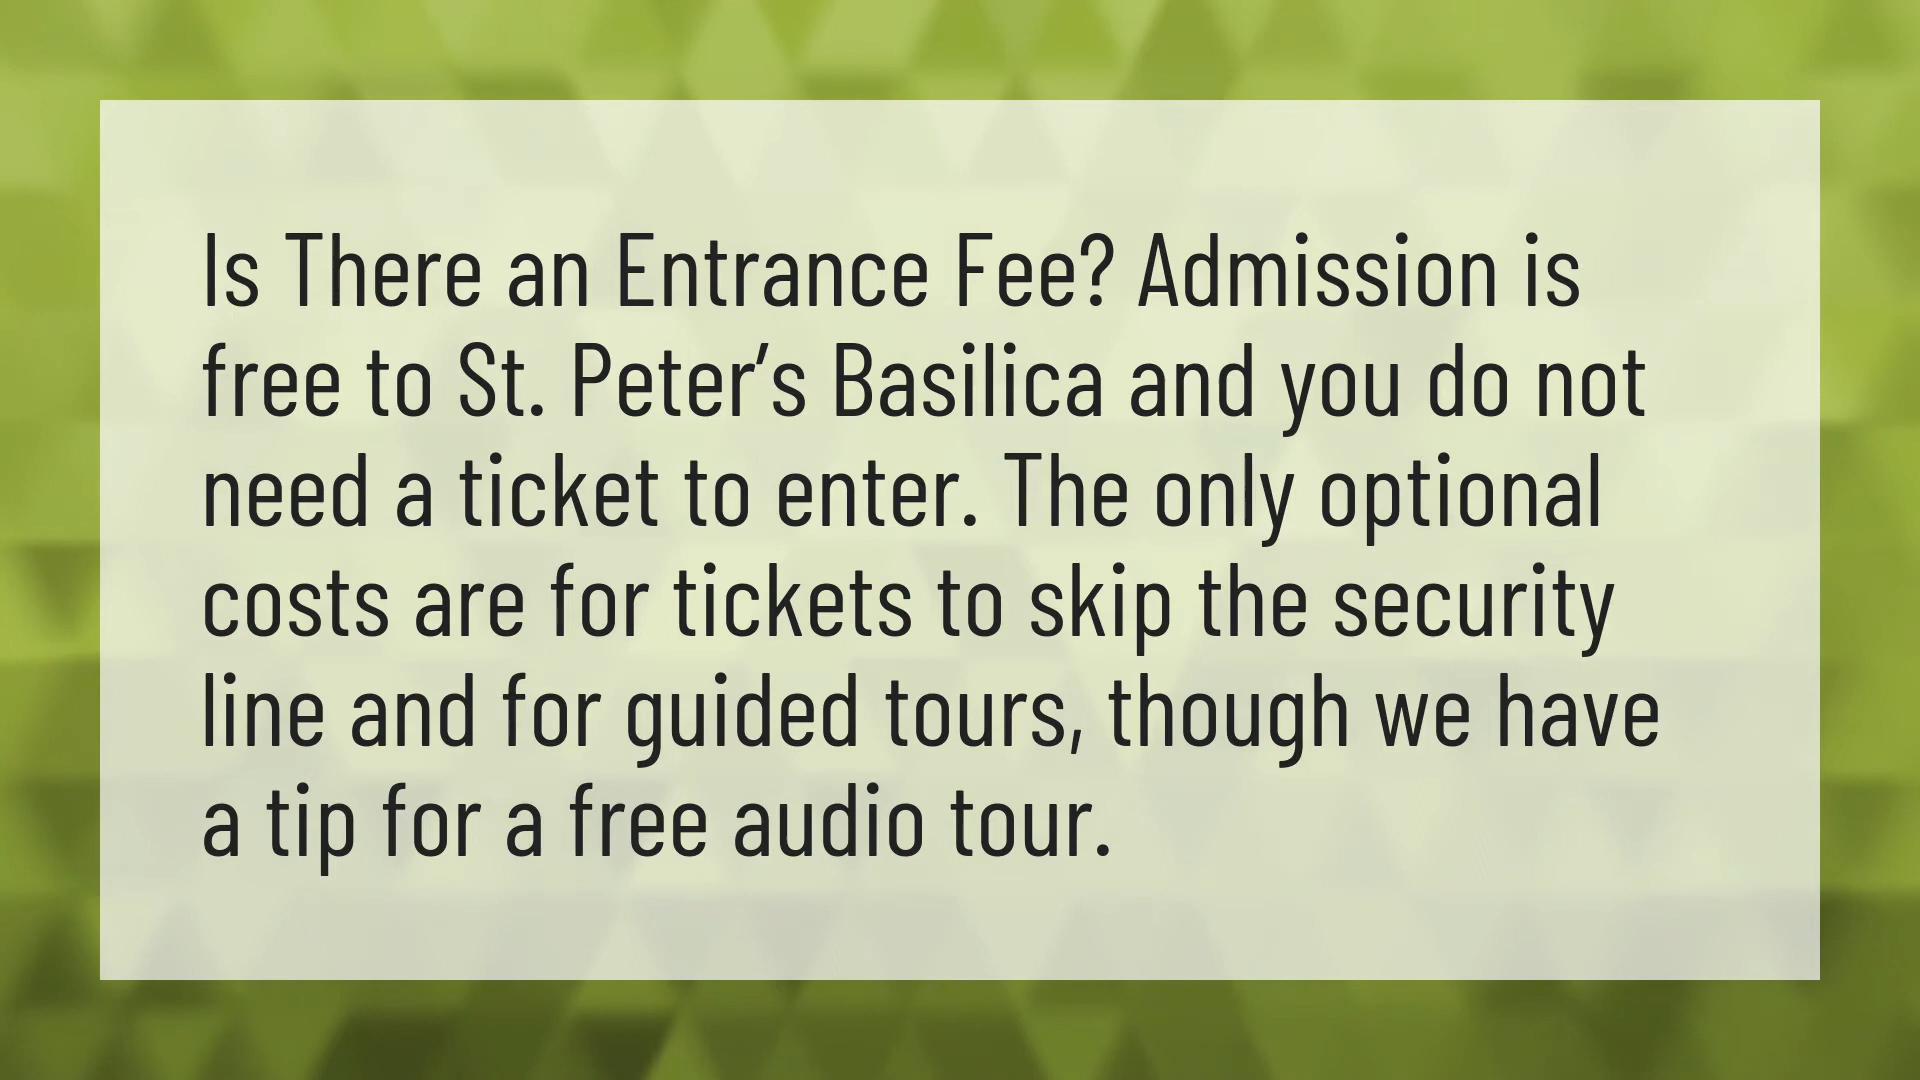 Is There an Entrance Fee? Admission is
free to St. Peter’s Basilica and you do not
need a ticket to enter. The only optional
costs are for tickets to skip the security
line and for guided tours, though we have
a tip for a free audio tour.